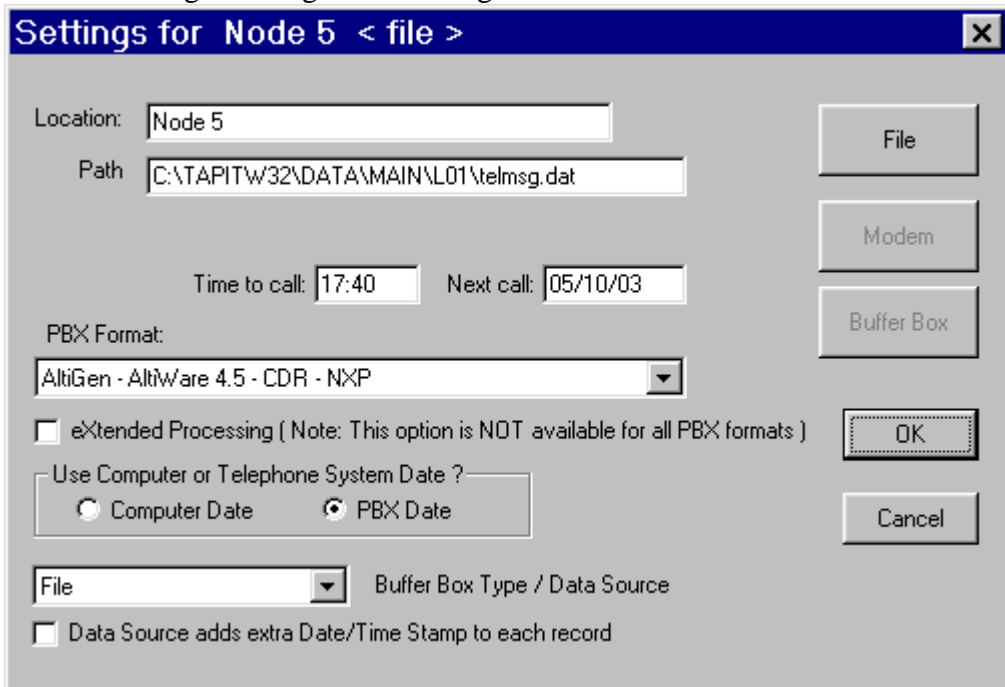 Settings for Node 5 < file >
Location: Node 5
File
Path C:\TAPITW32\DATA\MAIN\L01\telmsg.dat
Modem
Time to call: 17:40 Next call: 05/10/03
Buffer Box
PBX Format:
AltiGen - AltiWare 4.5 - CDR - NXP
eXtended Processing ( Note: This option is NOT available for all PBX formats )
OK
Use Computer or Telephone System Date ?
Computer Date PBX Date
Cancel
File Buffer Box Type / Data Source
Data Source adds extra Date/Time Stamp to each record